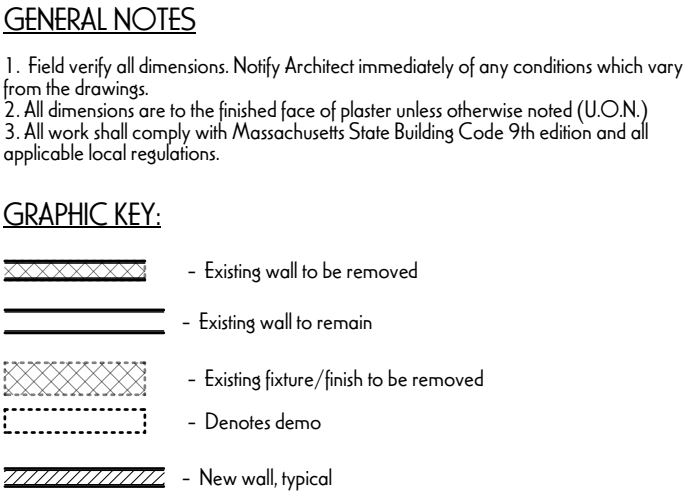 GENERAL NOTES
1. Field verify all dimensions. Notify Architect immediately of any conditions which vary
from the drawings.
2. All dimensions are to the finished face of plaster unless otherwise noted (U.O.N.)
3. All work shall comply with Massachusetts State Building Code 9th edition and all
applicable local regulations.
GRAPHIC KEY:
- Existing wall to be removed
- Existing wall to remain
- Existing fixture/finish to be removed
- Denotes demo
- New wall, typical